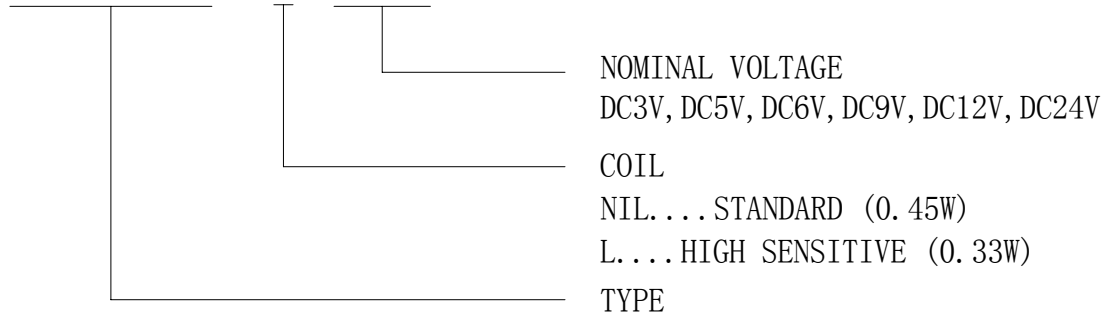 NOMINAL VOLTAGE
DC3V, DC5V, DC6V, DC9V, DC12V, DC24V
COIL
NIL....STANDARD (0.45W)
L....HIGH SENSITIVE (0.33W)
TYPE